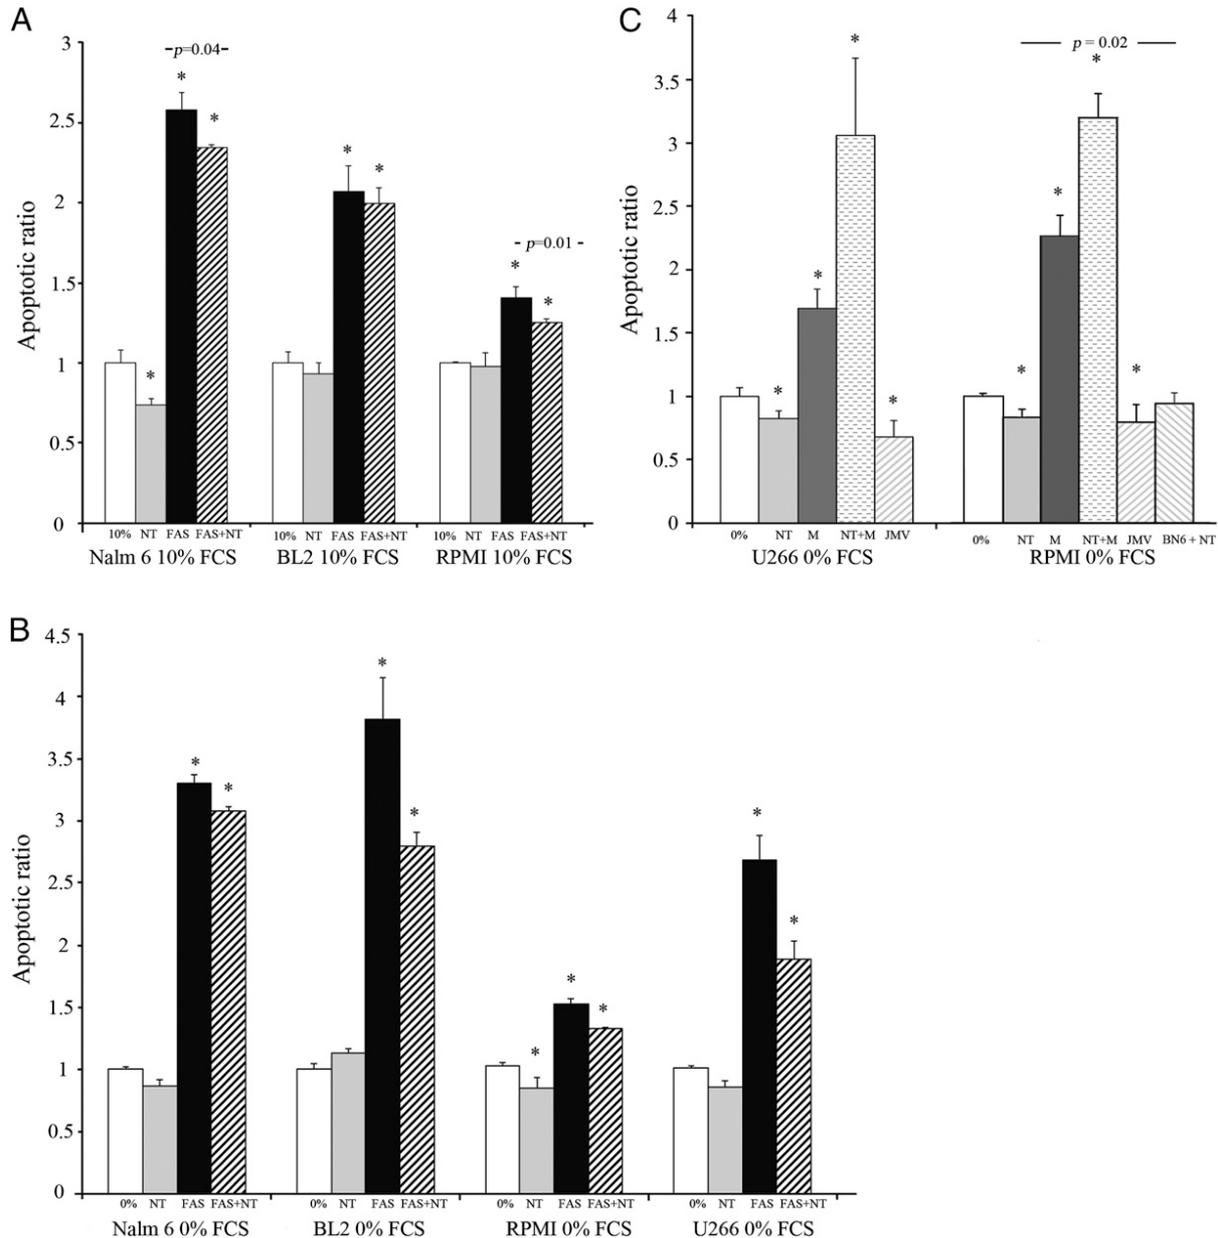 A
Apoptotic ratio
3
2.5
2
1.5
1
0.5
0
p=0.04
* * * * * * *
p=0.01
10% NT FAS FAS+NT 10% NT FAS FAS+NT 10% NT FAS FAS+NT
Nalm 6 10% FCS BL2 10% FCS RPMI 10% FCS
C
Apoptotic ratio
4
3.5
3
2.5
2
1.5
1
0.5
0
p = 0.02
* * * * * * * *
0% NT M NT+M JMV 0% NT M NT+M JMV BN6 + NT
U266 0% FCS RPMI 0% FCS
B
Apoptotic ratio
4.5
4
3.5
3
2.5
2
1.5
1
0.5
0
* * * * * * * * *
0% NT FAS FAS+NT 0% NT FAS FAS+NT 0% NT FAS FAS+NT 0% NT FAS FAS+NT
Nalm 6 0% FCS BL2 0% FCS RPMI 0% FCS U266 0% FCS